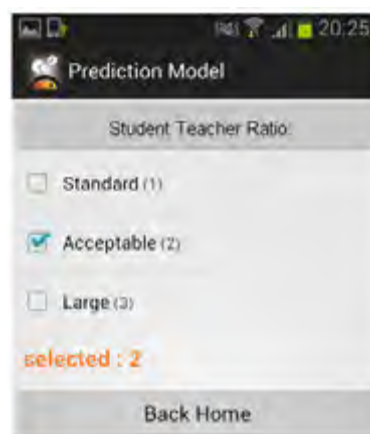 20:25
Prediction Model
Student Teacher Ratio:
Standard (1)
Acceptable (2)
Large (3)
selected : 2
Back Home